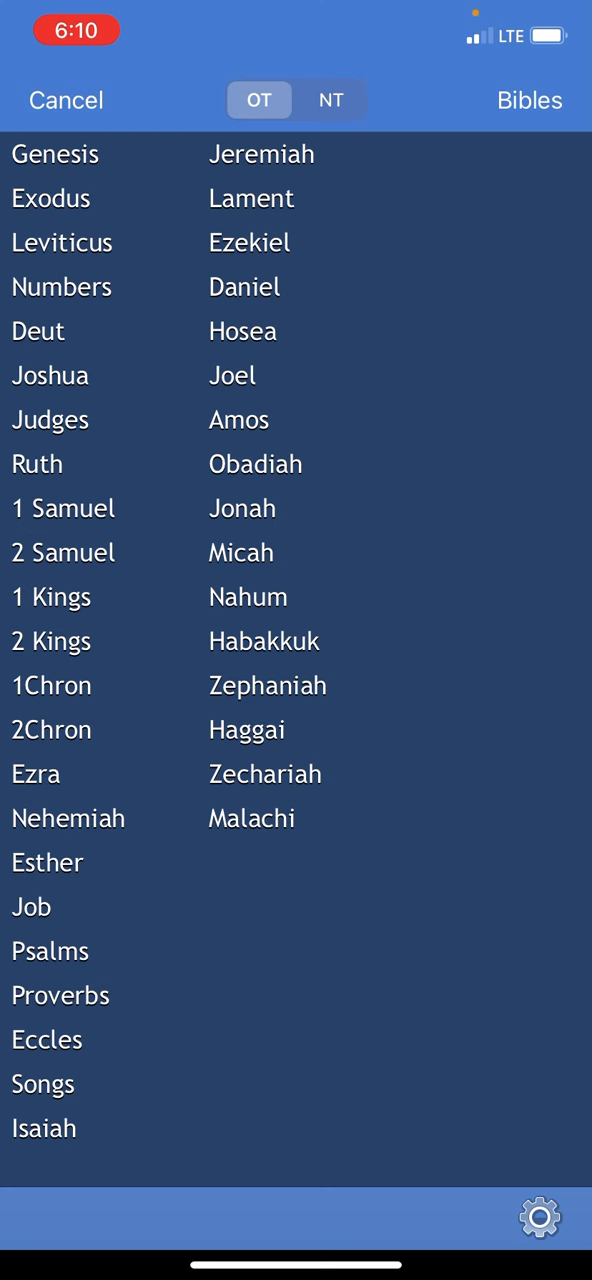 6:10
LTE
Cancel
OT
NT
Bibles
Genesis
Exodus
Leviticus
Numbers
Deut
Joshua
Judges
Ruth
1 Samuel
2 Samuel
1 Kings
2 Kings
1Chron
2Chron
Ezra
Nehemiah
Esther
Job
Psalms
Proverbs
Eccles
Songs
Isaiah
Jeremiah
Lament
Ezekiel
Daniel
Hosea
Joel
Amos
Obadiah
Jonah
Micah
Nahum
Habakkuk
Zephaniah
Haggai
Zechariah
Malachi